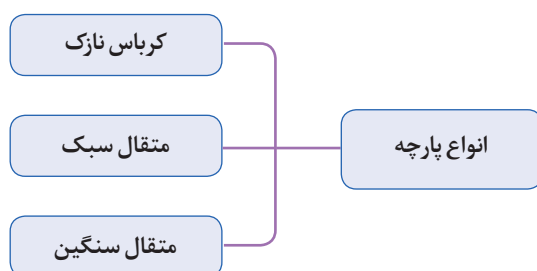 انواع پارچه
کرباس نازک
متقال سبک
متقال سنگین